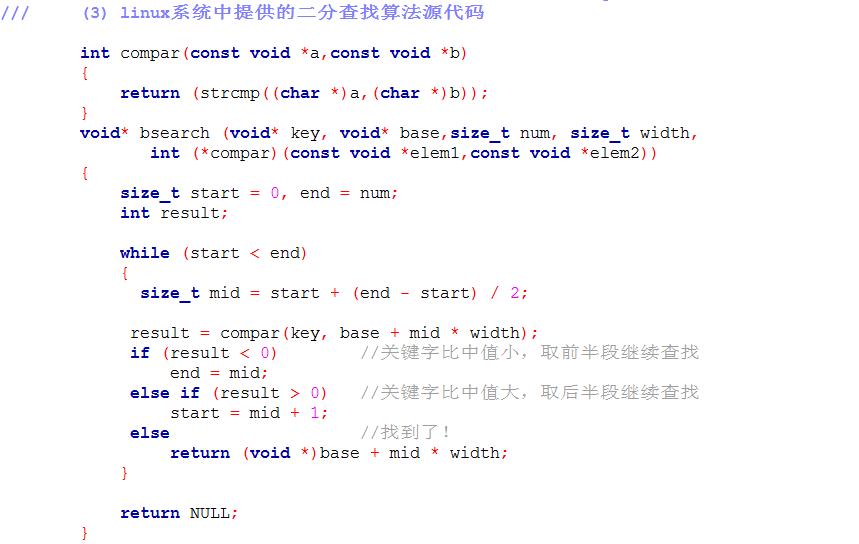 ///     (3) linux系统中提供的二分查找算法源代码
int compar(const void *a,const void *b)
{
return (strcmp((char *)a,(char *)b));
}
void* bsearch (void* key, void* base,size_t num, size_t width,
int (*compar)(const void *elem1,const void *elem2))
{
size_t start = 0, end = num;
int result;
while (start < end)
{
size_t mid = start + (end - start) / 2;
result = compar(key, base + mid * width);
if (result < 0)        //关键字比中值小，取前半段继续查找
end = mid;
else if (result > 0)   //关键字比中值大，取后半段继续查找
start = mid + 1;
else                   //找到了！
return (void *)base + mid * width;
}
return NULL;
}